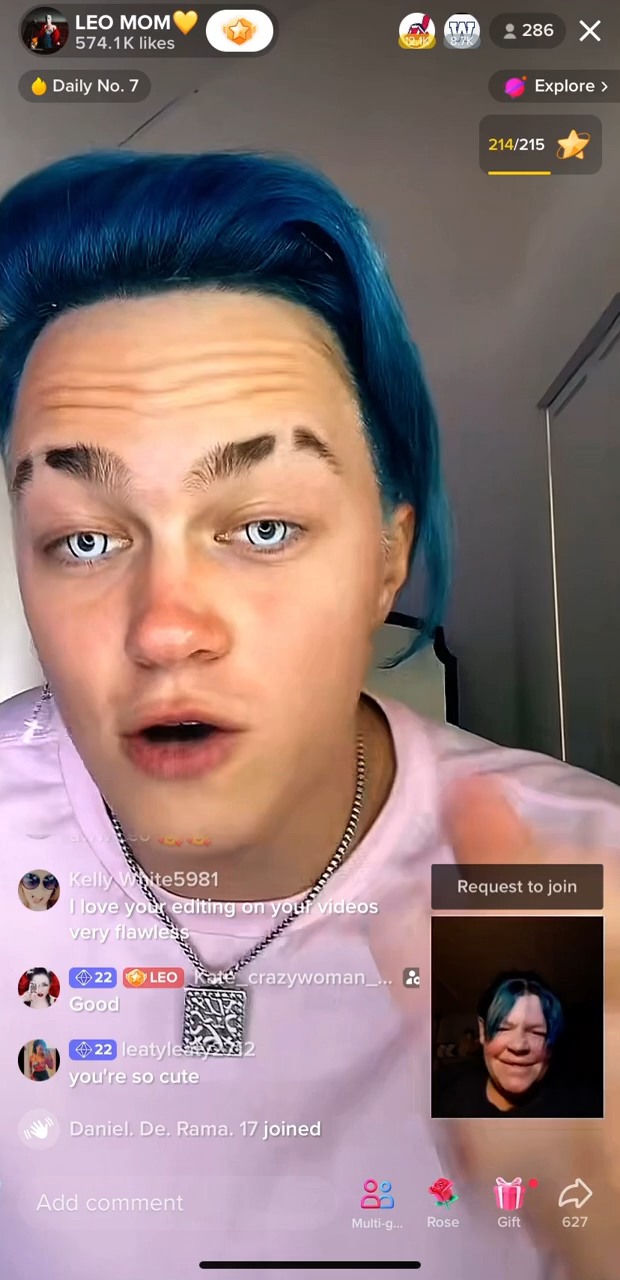 LEO MOM💛
574.1K likes
286
Daily No. 7
Explore >
214/215
Kelly White5981
I love your editing on your videos
very flawless
22 LEO Kate_crazywoman_...
Good
22
you're so cute
Daniel. De. Rama. 17 joined
Request to join
Add comment
Multi-g...
Rose
Gift
627